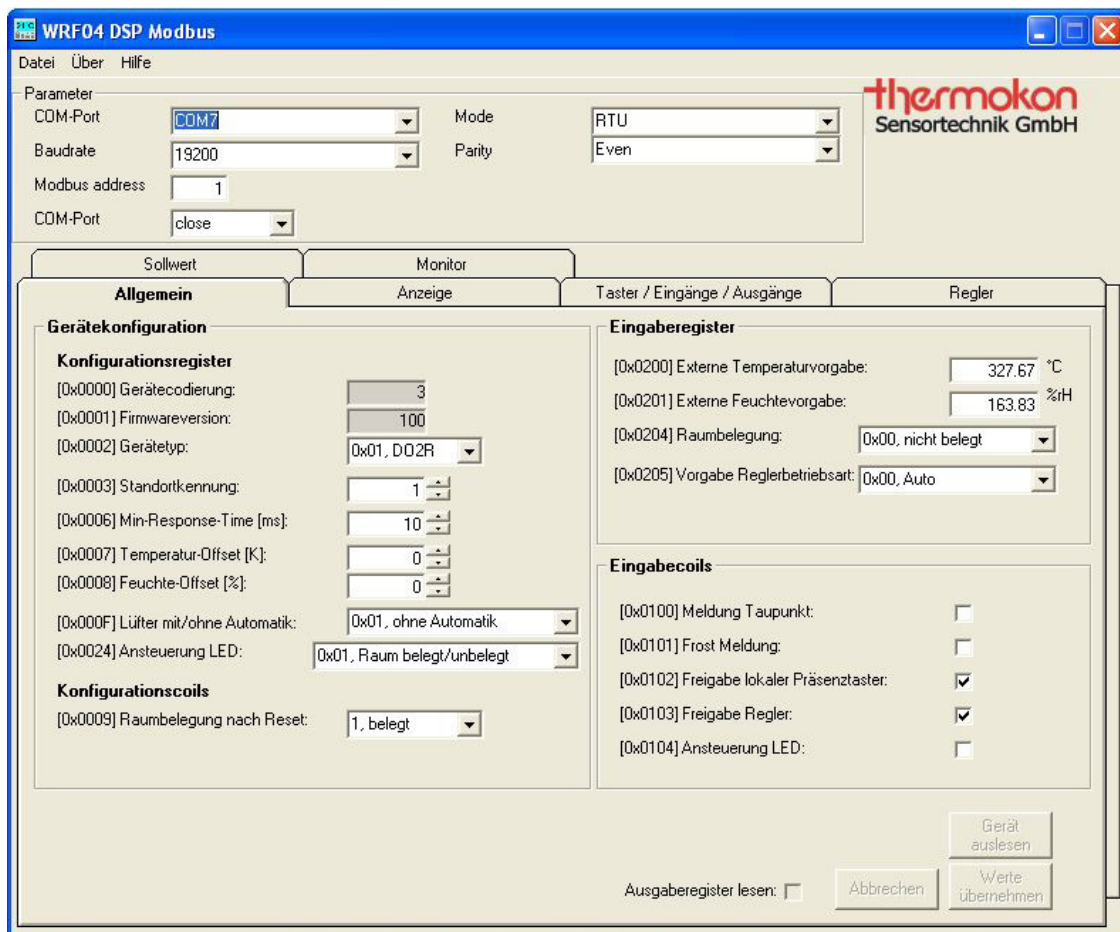 WRF04 DSP Modbus
Datei Über Hilfe
thermokon
Sensortechnik GmbH
Parameter
COM-Port COM7 Mode RTU
Baudrate 19200 Parity Even
Modbus address 1
COM-Port close
Sollwert Monitor
Allgemein Anzeige Taster / Eingänge / Ausgänge Regler
Gerätekonfiguration
Konfigurationsregister
[0x0000] Gerätecodierung: 3
[0x0001] Firmwareversion: 100
[0x0002] Gerätetyp: 0x01, DO2R
[0x0003] Standortkennung: 1
[0x0006] Min-Response-Time [ms]: 10
[0x0007] Temperatur-Offset [K]: 0
[0x0008] Feuchte-Offset [%]: 0
[0x000F] Lüfter mit/ohne Automatik: 0x01, ohne Automatik
[0x0024] Ansteuerung LED: 0x01, Raum belegt/unbelegt
Konfigurationscoils
[0x0009] Raumbelegung nach Reset: 1, belegt
Eingaberegister
[0x0200] Externe Temperaturvorgabe: 327.67 °C
[0x0201] Externe Feuchtevorgabe: 163.83 %rH
[0x0204] Raumbelegung: 0x00, nicht belegt
[0x0205] Vorgabe Reglerbetriebsart: 0x00, Auto
Eingabecoils
[0x0100] Meldung Taupunkt:
[0x0101] Frost Meldung:
[0x0102] Freigabe lokaler Präsenztaster:
[0x0103] Freigabe Regler:
[0x0104] Ansteuerung LED:
Gerät
auslesen
Ausgaberegister lesen: Abbrechen
Werte
übernehmen